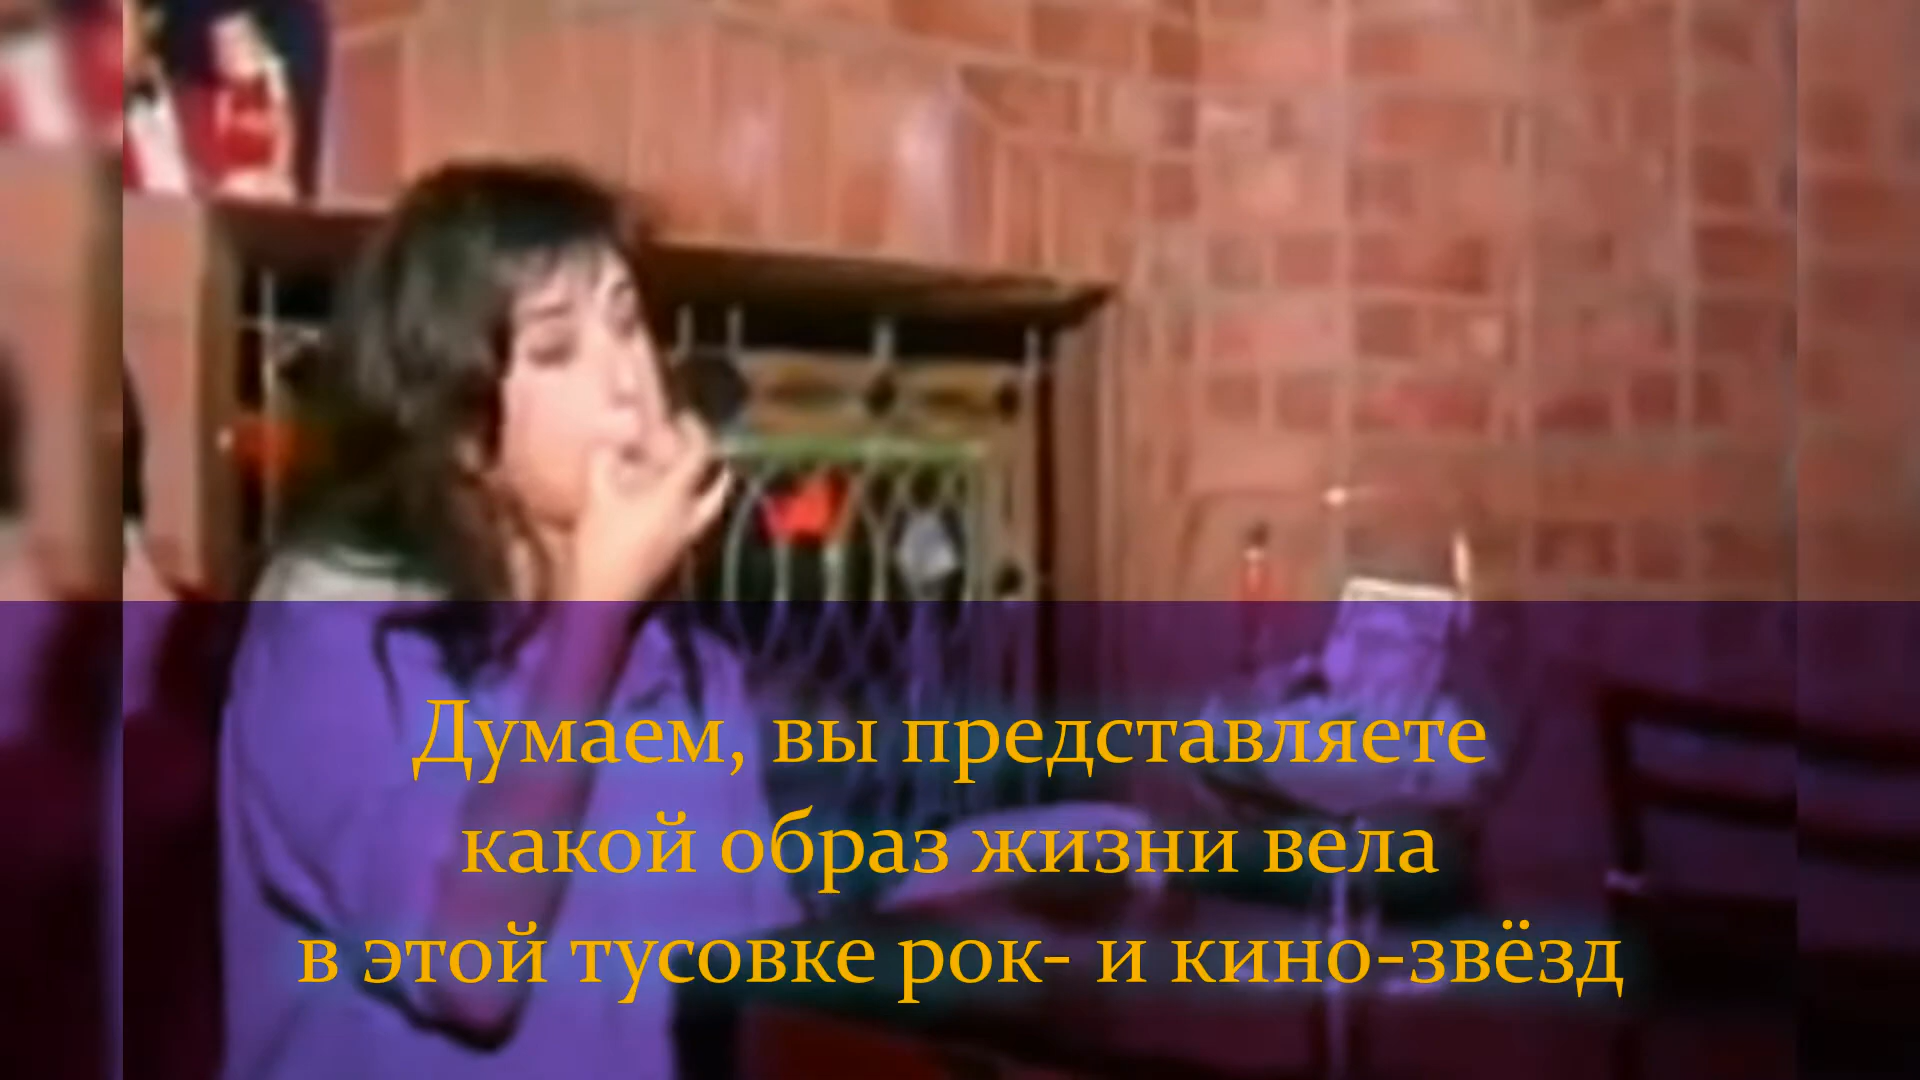 Думаем, вы представляете
какой образ жизни вела
в этой тусовке рок- и кино-звёзд